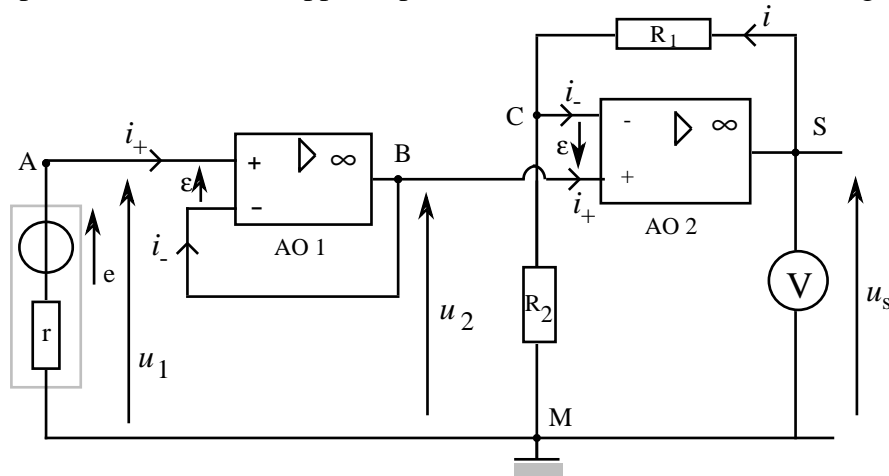 R1
i
i-
C
ε
-
+
∞
S
i+
AO 2
A
i+
ε
+
-
∞
B
AO 1
i-
e
r
u1
u2
R2
V
us
M